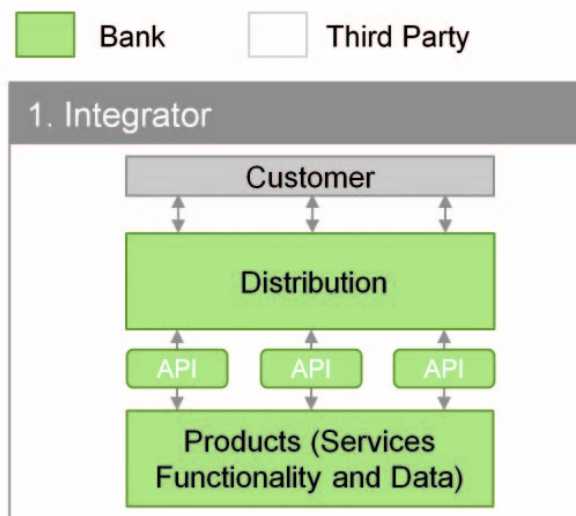 Bank
Third Party
1. Integrator
Customer
Distribution
API
API
API
Products (Services
Functionality and Data)